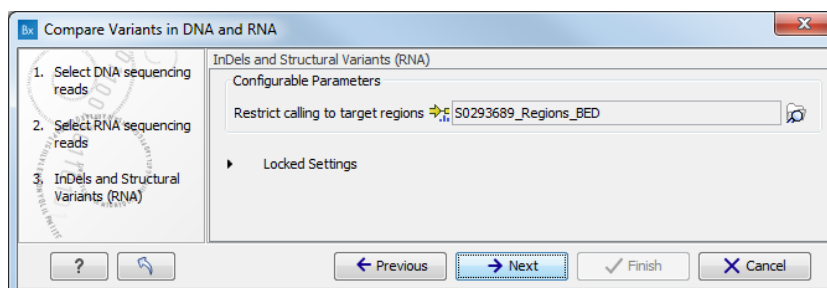 Bx Compare Variants in DNA and RNA
1. Select DNA sequencing
reads
2. Select RNA sequencing
reads
3. InDels and Structural
Variants (RNA)
InDels and Structural Variants (RNA)
Configurable Parameters
Restrict calling to target regions S0293689_Regions_BED
Locked Settings
? Previous Next Finish Cancel